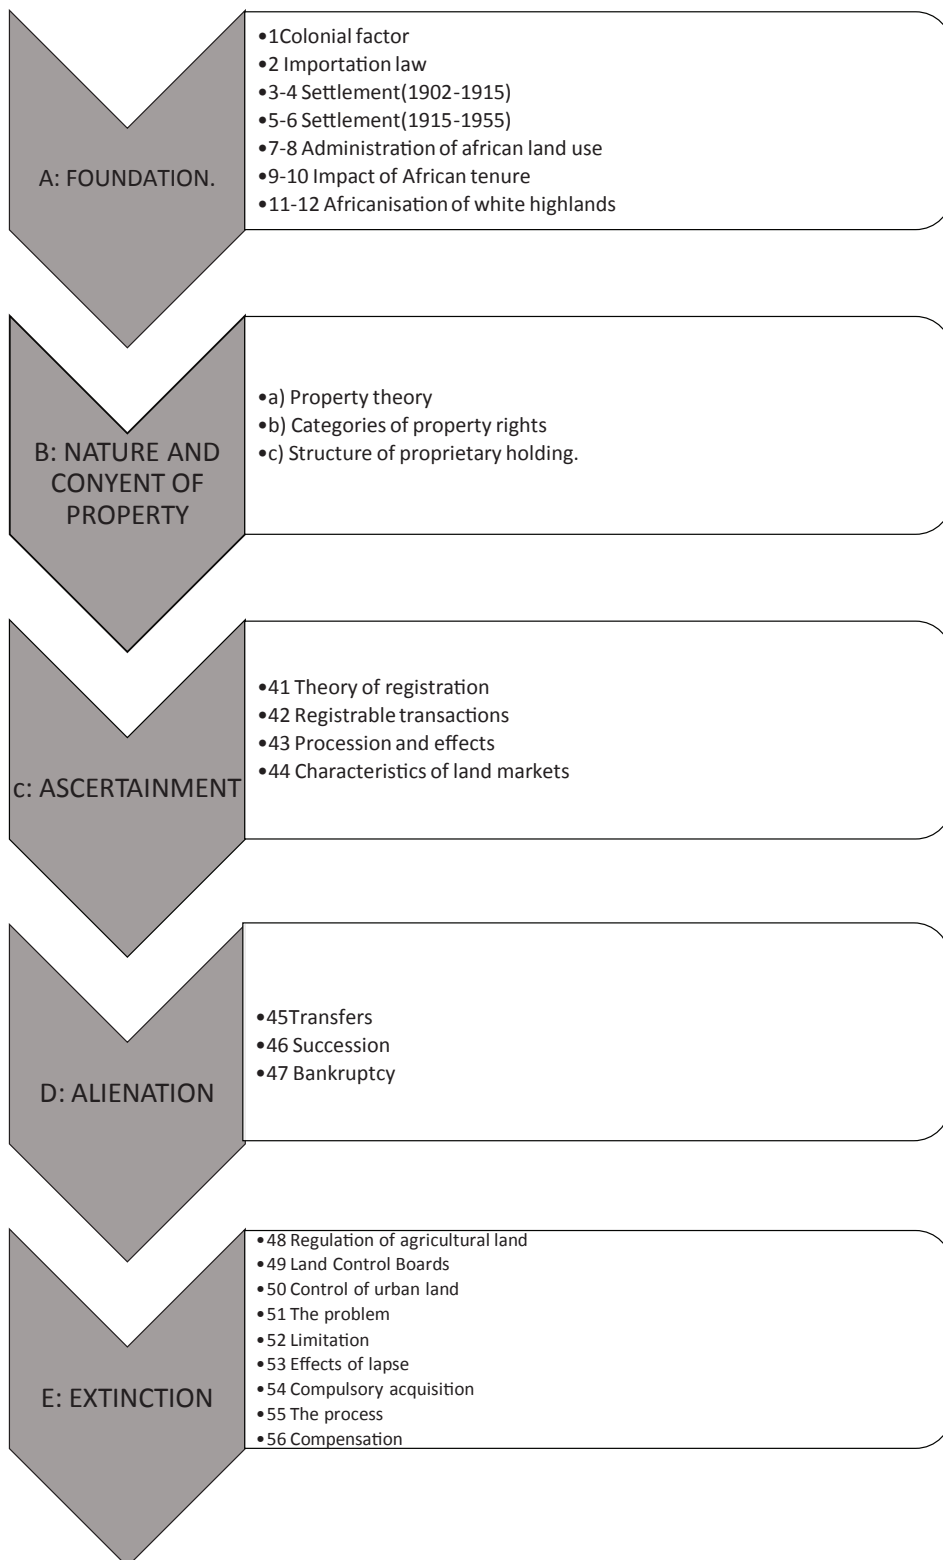 A: FOUNDATION.
•1Colonial factor
•2 Importation law
•3-4 Settlement(1902-1915)
•5-6 Settlement(1915-1955)
•7-8 Administration of african land use
•9-10 Impact of African tenure
•11-12 Africanisation of white highlands
B: NATURE AND
CONYENT OF
PROPERTY
•a) Property theory
•b) Categories of property rights
•c) Structure of proprietary holding.
c: ASCERTAINMENT
•41 Theory of registration
•42 Registrable transactions
•43 Procession and effects
•44 Characteristics of land markets
D: ALIENATION
•45Transfers
•46 Succession
•47 Bankruptcy
E: EXTINCTION
•48 Regulation of agricultural land
•49 Land Control Boards
•50 Control of urban land
•51 The problem
•52 Limitation
•53 Effects of lapse
•54 Compulsory acquisition
•55 The process
•56 Compensation